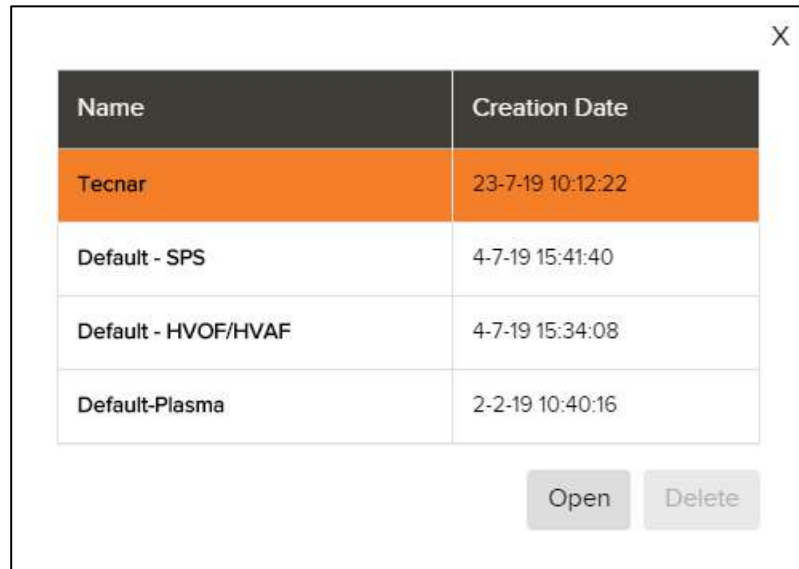 X
Name Creation Date
Tecnar 23-7-19 10:12:22
Default - SPS 4-7-19 15:41:40
Default - HVOF/HVAF 4-7-19 15:34:08
Default-Plasma 2-2-19 10:40:16
Open Delete